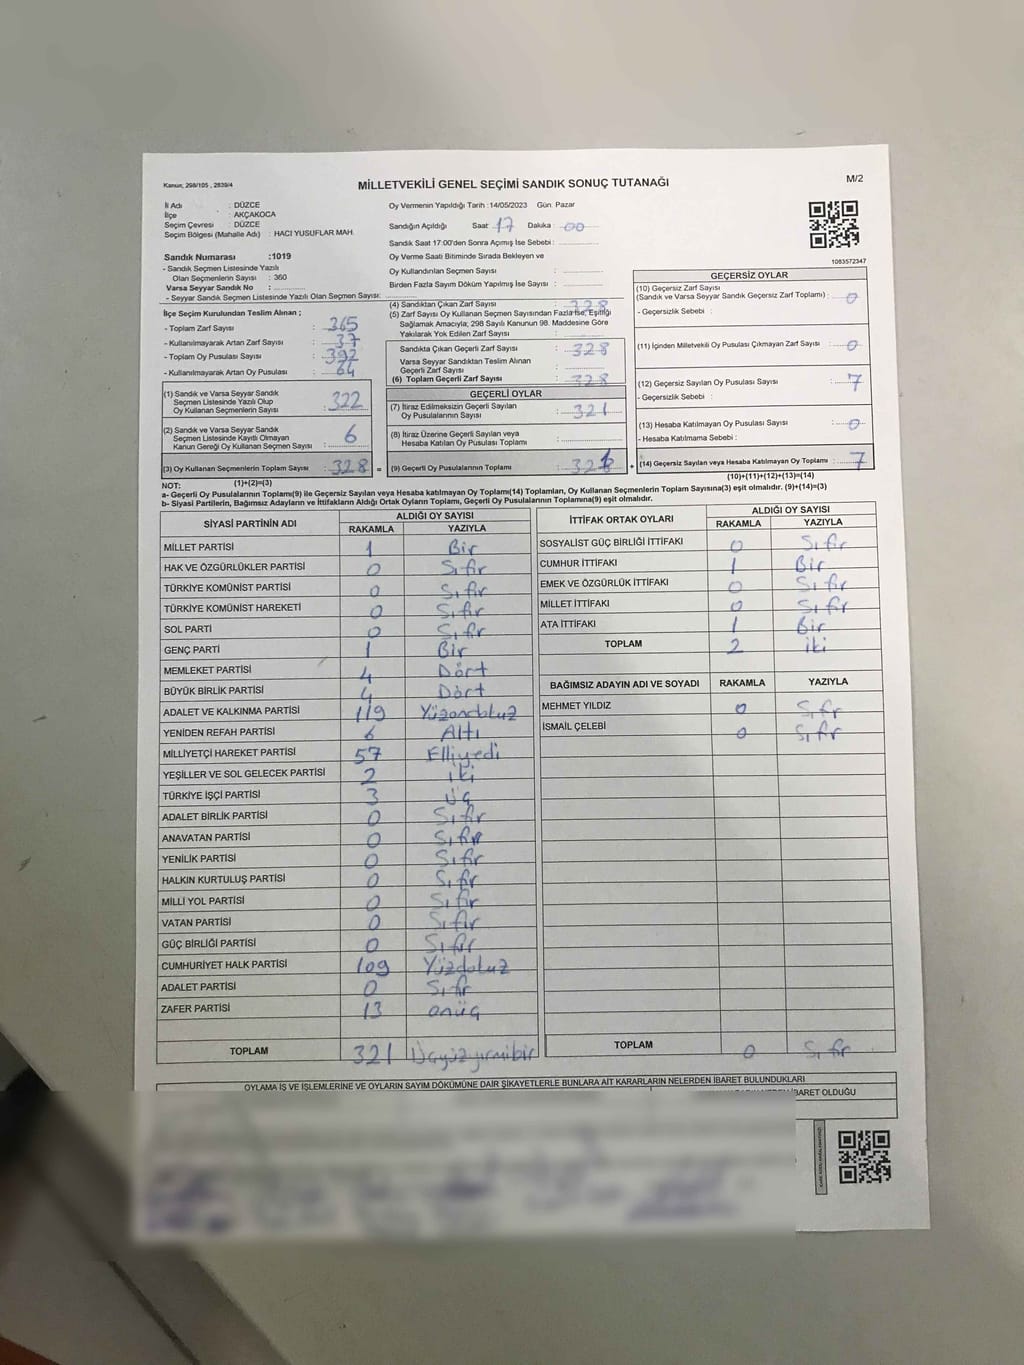 Kanun; 298/105 , 2839/4
MİLLETVEKİLİ GENEL SEÇİMİ SANDIK SONUÇ TUTANAĞI
M/2
İl Adı : DÜZCE
İlçe : AKÇAKOCA
Seçim Çevresi : DÜZCE
Seçim Bölgesi (Mahalle Adı) : HACI YUSUFLAR MAH.
Oy Vermenin Yapıldığı Tarih :14/05/2023 Gün: Pazar
Sandığın Açıldığı Saat 17 Dakika : 00
Sandık Saat 17:00'den Sonra Açımış İse Sebebi :
Sandık Numarası :1019
- Sandık Seçmen Listesinde Yazılı
Olan Seçmenlerin Sayısı : 360
Varsa Seyyar Sandık No :
- Seyyar Sandık Seçmen Listesinde Yazılı Olan Seçmen Sayısı:
Oy Verme Saati Bitiminde Sırada Bekleyen ve
Oy Kullandırılan Seçmen Sayısı :
Birden Fazla Sayım Döküm Yapılmış İse Sayısı :
1083572347
İlçe Seçim Kurulundan Teslim Alınan ;
- Toplam Zarf Sayısı : 365
- Kullanılmayarak Artan Zarf Sayısı : 37
- Toplam Oy Pusulası Sayısı : 392
- Kullanılmayarak Artan Oy Pusulası : 64
(1) Sandık ve Varsa Seyyar Sandık
Seçmen Listesinde Yazılı Olup
Oy Kullanan Seçmenlerin Sayısı : 322
(2) Sandık ve Varsa Seyyar Sandık
Seçmen Listesinde Kayıtlı Olmayan
Kanun Gereği Oy Kullanan Seçmen Sayısı : 6
(3) Oy Kullanan Seçmenlerin Toplam Sayısı : 328 =
(1)+(2)=(3)
(4) Sandıktan Çıkan Zarf Sayısı : 328
(5) Zarf Sayısı Oy Kullanan Seçmen Sayısından Fazla İse, Eşitliği
Sağlamak Amacıyla, 298 Sayılı Kanunun 98. Maddesine Göre
Yakılarak Yok Edilen Zarf Sayısı :
Sandıkta Çıkan Geçerli Zarf Sayısı : 328
Varsa Seyyar Sandıktan Teslim Alınan
Geçerli Zarf Sayısı :
(6) Toplam Geçerli Zarf Sayısı : 328
GEÇERLİ OYLAR
(7) İtiraz Edilmeksizin Geçerli Sayılan
Oy Pusulalarının Sayısı : 321
(8) İtiraz Üzerine Geçerli Sayılan veya
Hesaba Katılan Oy Pusulası Toplamı :
(9) Geçerli Oy Pusulalarının Toplamı : 321 +
GEÇERSİZ OYLAR
(10) Geçersiz Zarf Sayısı
(Sandık ve Varsa Seyyar Sandık Geçersiz Zarf Toplamı) : 0
- Geçersizlik Sebebi :
(11) İçinden Milletvekili Oy Pusulası Çıkmayan Zarf Sayısı : 0
(12) Geçersiz Sayılan Oy Pusulası Sayısı : 7
- Geçersizlik Sebebi :
(13) Hesaba Katılmayan Oy Pusulası Sayısı : 0
- Hesaba Katılmama Sebebi :
(14) Geçersiz Sayılan veya Hesaba Katılmayan Oy Toplamı : 7
(10)+(11)+(12)+(13)=(14)
NOT:
a- Geçerli Oy Pusulalarının Toplamı(9) ile Geçersiz Sayılan veya Hesaba katılmayan Oy Toplamı(14) Toplamları, Oy Kullanan Seçmenlerin Toplam Sayısına(3) eşit olmalıdır. (9)+(14)=(3)
b- Siyasi Partilerin, Bağımsız Adayların ve İttifakların Aldığı Ortak Oyların Toplamı, Geçerli Oy Pusulalarının Toplamına(9) eşit olmalıdır.
SİYASİ PARTİNİN ADI
ALDIĞI OY SAYISI
RAKAMLA YAZIYLA
MİLLET PARTİSİ 1 Bir
HAK VE ÖZGÜRLÜKLER PARTİSİ 0 Sıfır
TÜRKİYE KOMÜNİST PARTİSİ 0 Sıfır
TÜRKİYE KOMÜNİST HAREKETİ 0 Sıfır
SOL PARTİ 0 Sıfır
GENÇ PARTİ 1 Bir
MEMLEKET PARTİSİ 4 Dört
BÜYÜK BİRLİK PARTİSİ 4 Dört
ADALET VE KALKINMA PARTİSİ 119 Yüzondokuz
YENİDEN REFAH PARTİSİ 6 Altı
MİLLİYETÇİ HAREKET PARTİSİ 57 Elliyedi
YEŞİLLER VE SOL GELECEK PARTİSİ 2 iki
TÜRKİYE İŞÇİ PARTİSİ 3 Üç
ADALET BİRLİK PARTİSİ 0 Sıfır
ANAVATAN PARTİSİ 0 Sıfır
YENİLİK PARTİSİ 0 Sıfır
HALKIN KURTULUŞ PARTİSİ 0 Sıfır
MİLLİ YOL PARTİSİ 0 Sıfır
VATAN PARTİSİ 0 Sıfır
GÜÇ BİRLİĞİ PARTİSİ 0 Sıfır
CUMHURİYET HALK PARTİSİ 109 Yüzdokuz
ADALET PARTİSİ 0 Sıfır
ZAFER PARTİSİ 13 onüç
TOPLAM 321 Üçyüzyirmibir
İTTİFAK ORTAK OYLARI
ALDIĞI OY SAYISI
RAKAMLA YAZIYLA
SOSYALİST GÜÇ BİRLİĞİ İTTİFAKI 0 Sıfır
CUMHUR İTTİFAKI 1 Bir
EMEK VE ÖZGÜRLÜK İTTİFAKI 0 Sıfır
MİLLET İTTİFAKI 0 Sıfır
ATA İTTİFAKI 1 Bir
TOPLAM 2 iki
BAĞIMSIZ ADAYIN ADI VE SOYADI RAKAMLA YAZIYLA
MEHMET YILDIZ 0 Sıfır
İSMAİL ÇELEBİ 0 Sıfır
TOPLAM 0 Sıfır
OYLAMA İŞ VE İŞLEMLERİNE VE OYLARIN SAYIM DÖKÜMÜNE DAİR ŞİKAYETLERLE BUNLARA AİT KARARLARIN NELERDEN İBARET BULUNDUKLARI
İBARET OLDUĞU